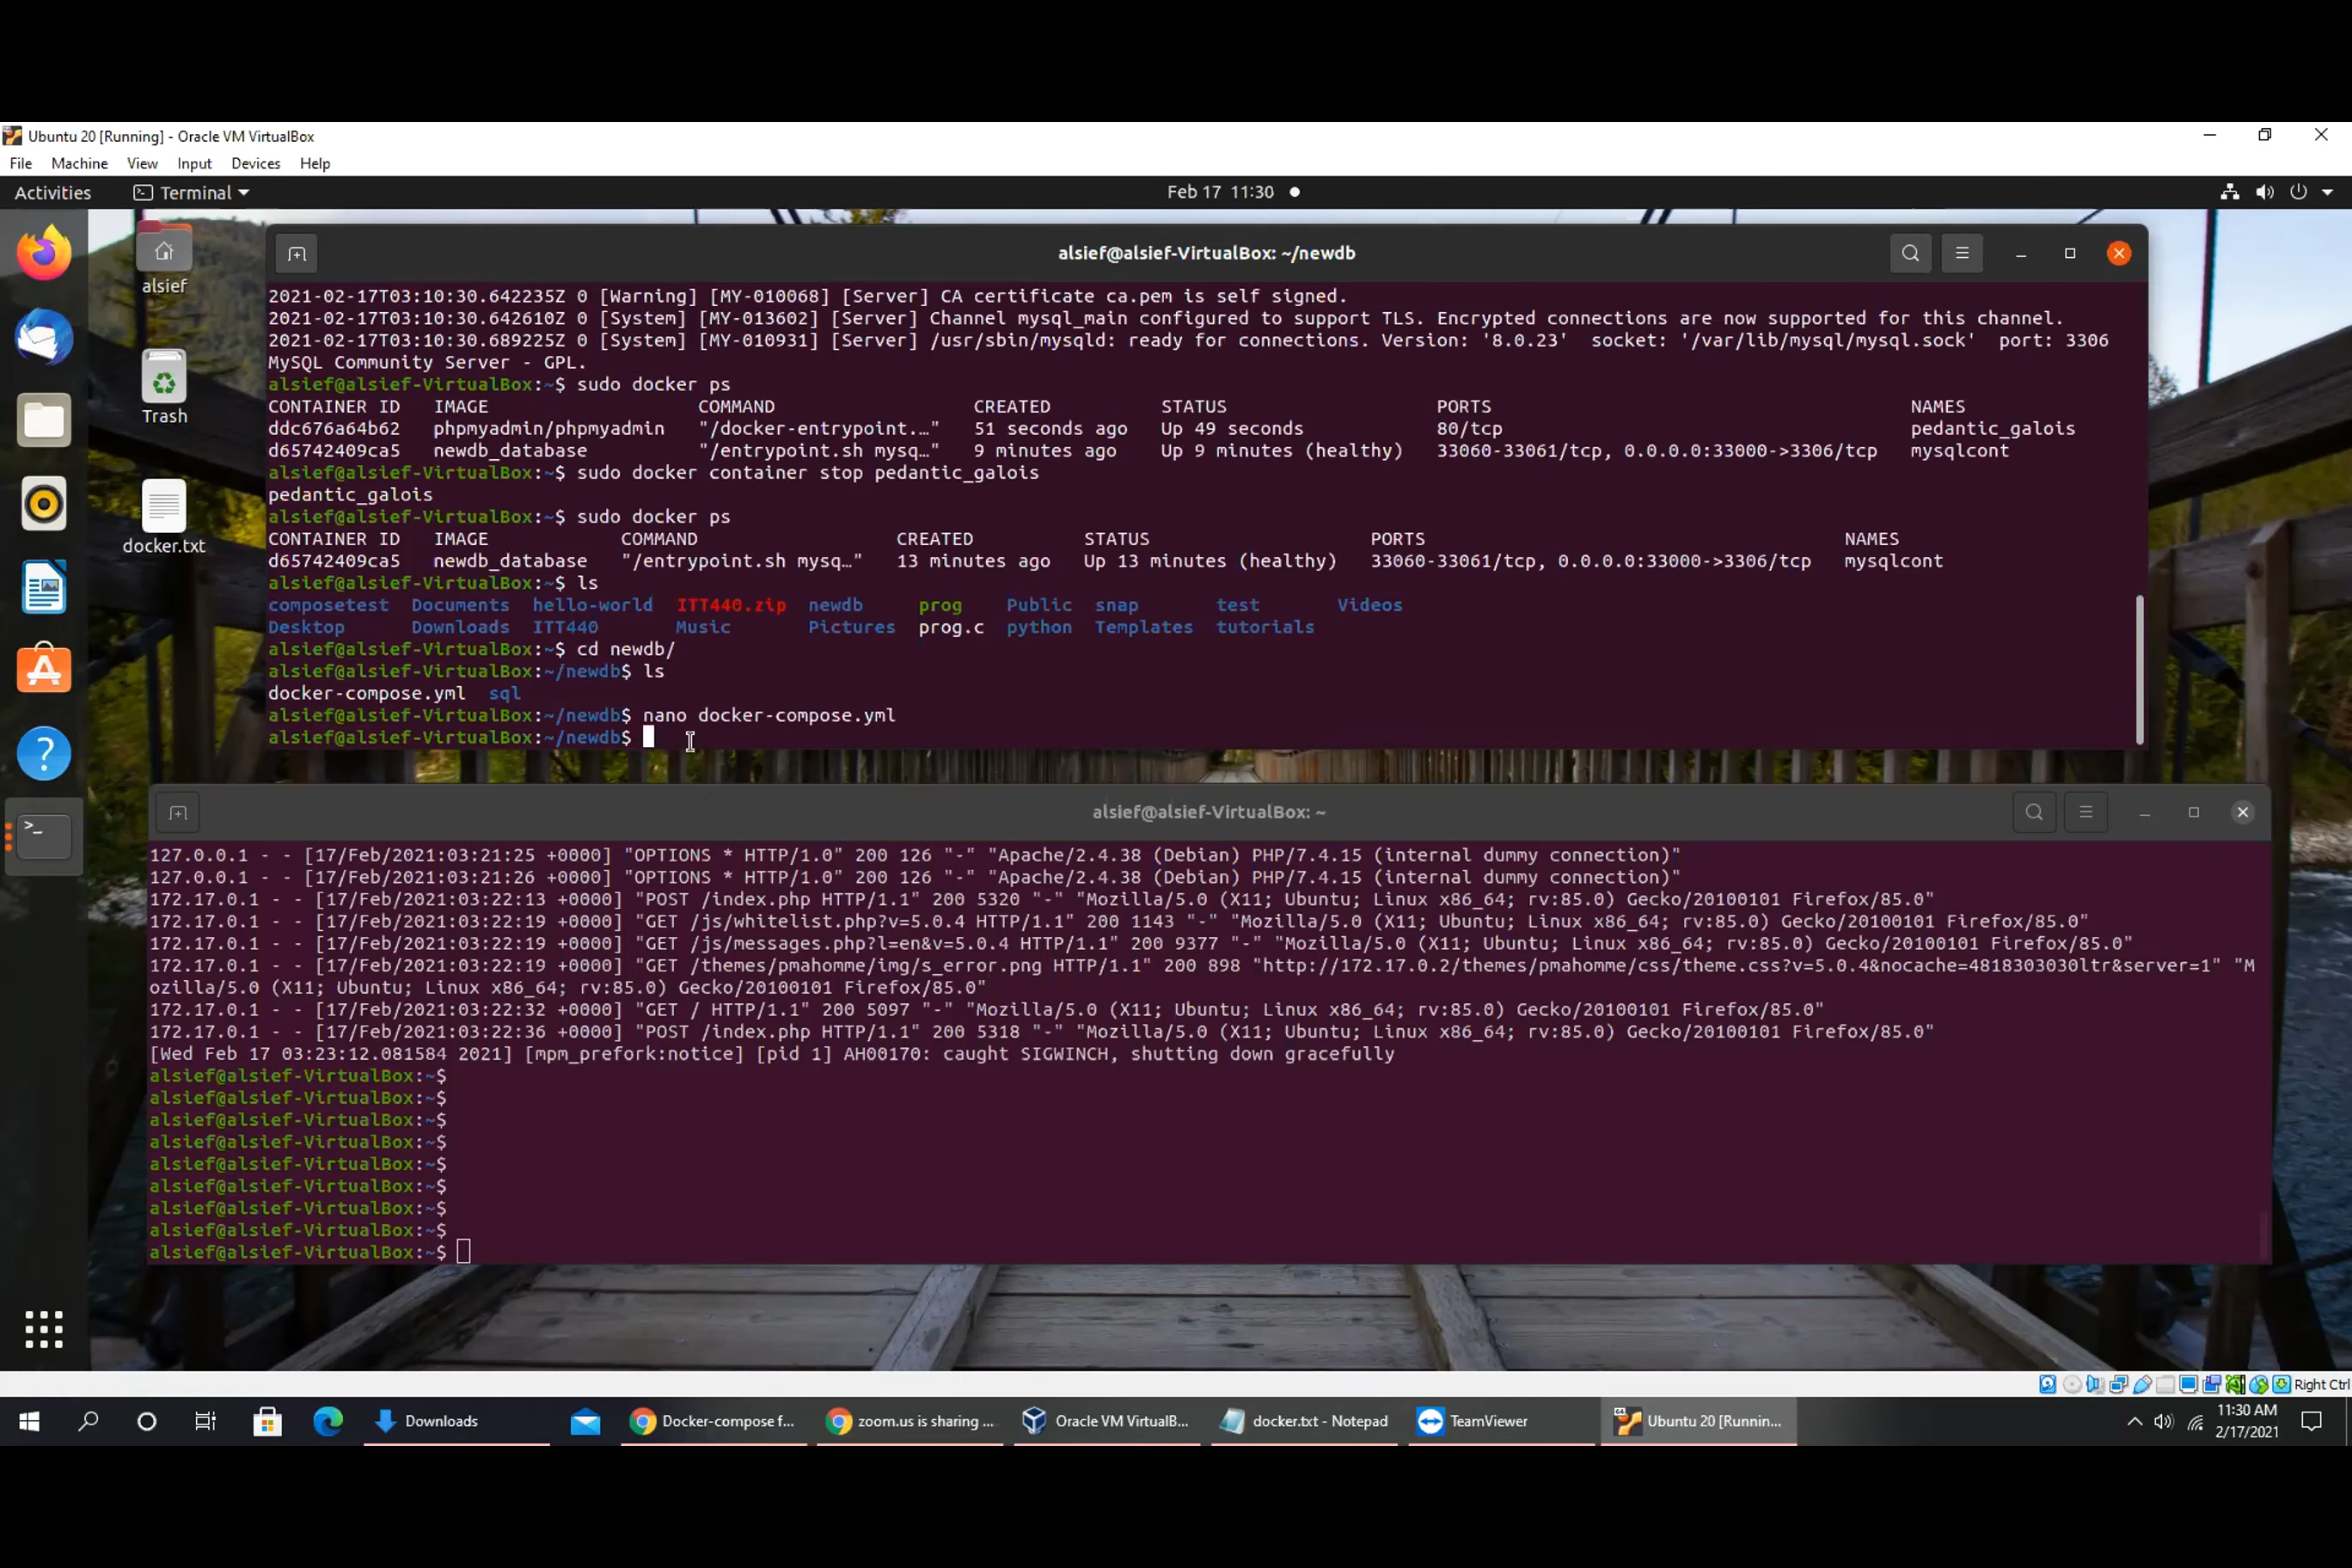 Ubuntu 20 [Running] - Oracle VM VirtualBox
File Machine View Input Devices Help
Activities Terminal Feb 17 11:30
alsief
Trash
docker.txt
alsief@alsief-VirtualBox: ~/newdb
2021-02-17T03:10:30.642235Z 0 [Warning] [MY-010068] [Server] CA certificate ca.pem is self signed.
2021-02-17T03:10:30.642610Z 0 [System] [MY-013602] [Server] Channel mysql_main configured to support TLS. Encrypted connections are now supported for this channel.
2021-02-17T03:10:30.689225Z 0 [System] [MY-010931] [Server] /usr/sbin/mysqld: ready for connections. Version: '8.0.23' socket: '/var/lib/mysql/mysql.sock' port: 3306
MySQL Community Server - GPL.
alsief@alsief-VirtualBox:~$ sudo docker ps
CONTAINER ID IMAGE COMMAND CREATED STATUS PORTS NAMES
ddc676a64b62 phpmyadmin/phpmyadmin "/docker-entrypoint.…" 51 seconds ago Up 49 seconds 80/tcp pedantic_galois
d65742409ca5 newdb_database "/entrypoint.sh mysq…" 9 minutes ago Up 9 minutes (healthy) 33060-33061/tcp, 0.0.0.0:33000->3306/tcp mysqlcont
alsief@alsief-VirtualBox:~$ sudo docker container stop pedantic_galois
pedantic_galois
alsief@alsief-VirtualBox:~$ sudo docker ps
CONTAINER ID IMAGE COMMAND CREATED STATUS PORTS NAMES
d65742409ca5 newdb_database "/entrypoint.sh mysq…" 13 minutes ago Up 13 minutes (healthy) 33060-33061/tcp, 0.0.0.0:33000->3306/tcp mysqlcont
alsief@alsief-VirtualBox:~$ ls
composetest Documents hello-world ITT440.zip newdb prog Public snap test Videos
Desktop Downloads ITT440 Music Pictures prog.c python Templates tutorials
alsief@alsief-VirtualBox:~$ cd newdb/
alsief@alsief-VirtualBox:~/newdb$ ls
docker-compose.yml sql
alsief@alsief-VirtualBox:~/newdb$ nano docker-compose.yml
alsief@alsief-VirtualBox:~/newdb$
alsief@alsief-VirtualBox: ~
127.0.0.1 - - [17/Feb/2021:03:21:25 +0000] "OPTIONS * HTTP/1.0" 200 126 "-" "Apache/2.4.38 (Debian) PHP/7.4.15 (internal dummy connection)"
127.0.0.1 - - [17/Feb/2021:03:21:26 +0000] "OPTIONS * HTTP/1.0" 200 126 "-" "Apache/2.4.38 (Debian) PHP/7.4.15 (internal dummy connection)"
172.17.0.1 - - [17/Feb/2021:03:22:13 +0000] "POST /index.php HTTP/1.1" 200 5320 "-" "Mozilla/5.0 (X11; Ubuntu; Linux x86_64; rv:85.0) Gecko/20100101 Firefox/85.0"
172.17.0.1 - - [17/Feb/2021:03:22:19 +0000] "GET /js/whitelist.php?v=5.0.4 HTTP/1.1" 200 1143 "-" "Mozilla/5.0 (X11; Ubuntu; Linux x86_64; rv:85.0) Gecko/20100101 Firefox/85.0"
172.17.0.1 - - [17/Feb/2021:03:22:19 +0000] "GET /js/messages.php?l=en&v=5.0.4 HTTP/1.1" 200 9377 "-" "Mozilla/5.0 (X11; Ubuntu; Linux x86_64; rv:85.0) Gecko/20100101 Firefox/85.0"
172.17.0.1 - - [17/Feb/2021:03:22:19 +0000] "GET /themes/pmahomme/img/s_error.png HTTP/1.1" 200 898 "http://172.17.0.2/themes/pmahomme/css/theme.css?v=5.0.4&nocache=4818303030ltr&server=1" "M
ozilla/5.0 (X11; Ubuntu; Linux x86_64; rv:85.0) Gecko/20100101 Firefox/85.0"
172.17.0.1 - - [17/Feb/2021:03:22:32 +0000] "GET / HTTP/1.1" 200 5097 "-" "Mozilla/5.0 (X11; Ubuntu; Linux x86_64; rv:85.0) Gecko/20100101 Firefox/85.0"
172.17.0.1 - - [17/Feb/2021:03:22:36 +0000] "POST /index.php HTTP/1.1" 200 5318 "-" "Mozilla/5.0 (X11; Ubuntu; Linux x86_64; rv:85.0) Gecko/20100101 Firefox/85.0"
[Wed Feb 17 03:23:12.081584 2021] [mpm_prefork:notice] [pid 1] AH00170: caught SIGWINCH, shutting down gracefully
alsief@alsief-VirtualBox:~$
alsief@alsief-VirtualBox:~$
alsief@alsief-VirtualBox:~$
alsief@alsief-VirtualBox:~$
alsief@alsief-VirtualBox:~$
alsief@alsief-VirtualBox:~$
alsief@alsief-VirtualBox:~$
alsief@alsief-VirtualBox:~$
alsief@alsief-VirtualBox:~$
Right Ctrl
Downloads Docker-compose f... zoom.us is sharing ... Oracle VM VirtualB... docker.txt - Notepad TeamViewer Ubuntu 20 [Runnin...
11:30 AM
2/17/2021